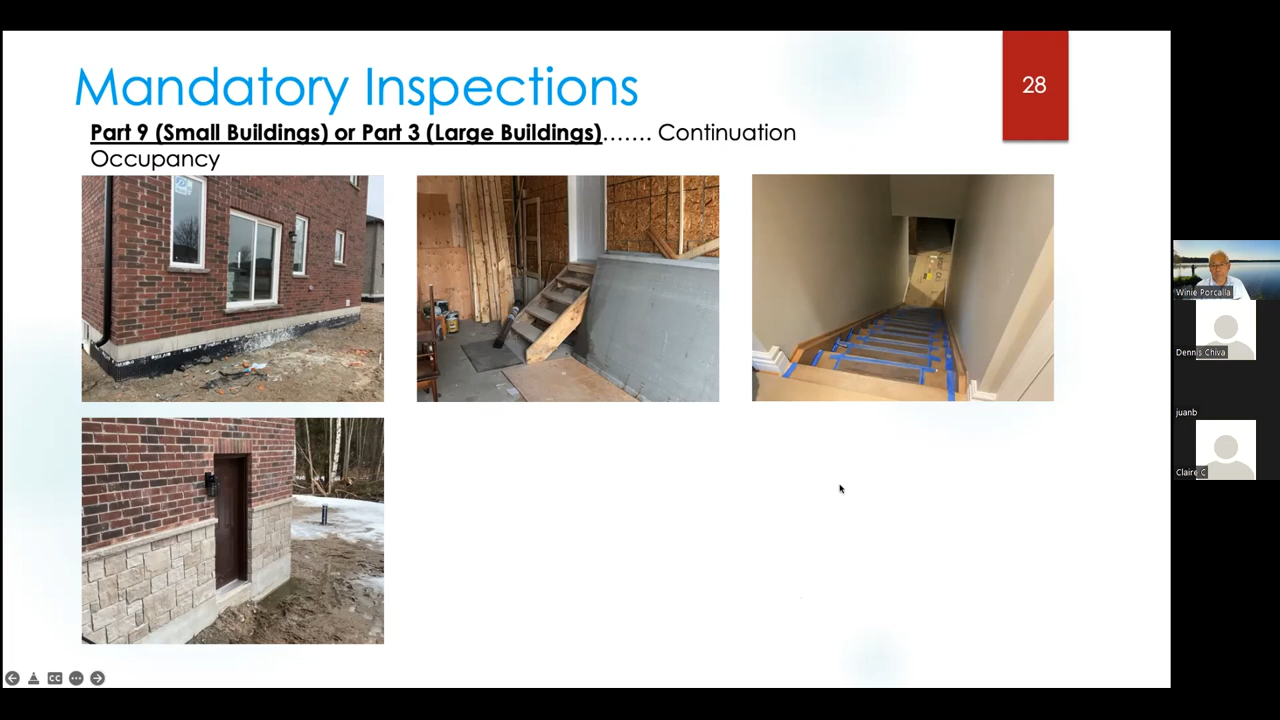 Mandatory Inspections
28
Part 9 (Small Buildings) or Part 3 (Large Buildings)....... Continuation
Occupancy
Winie Porcalla
Dennis Chiva
juanb
Claire C
CC